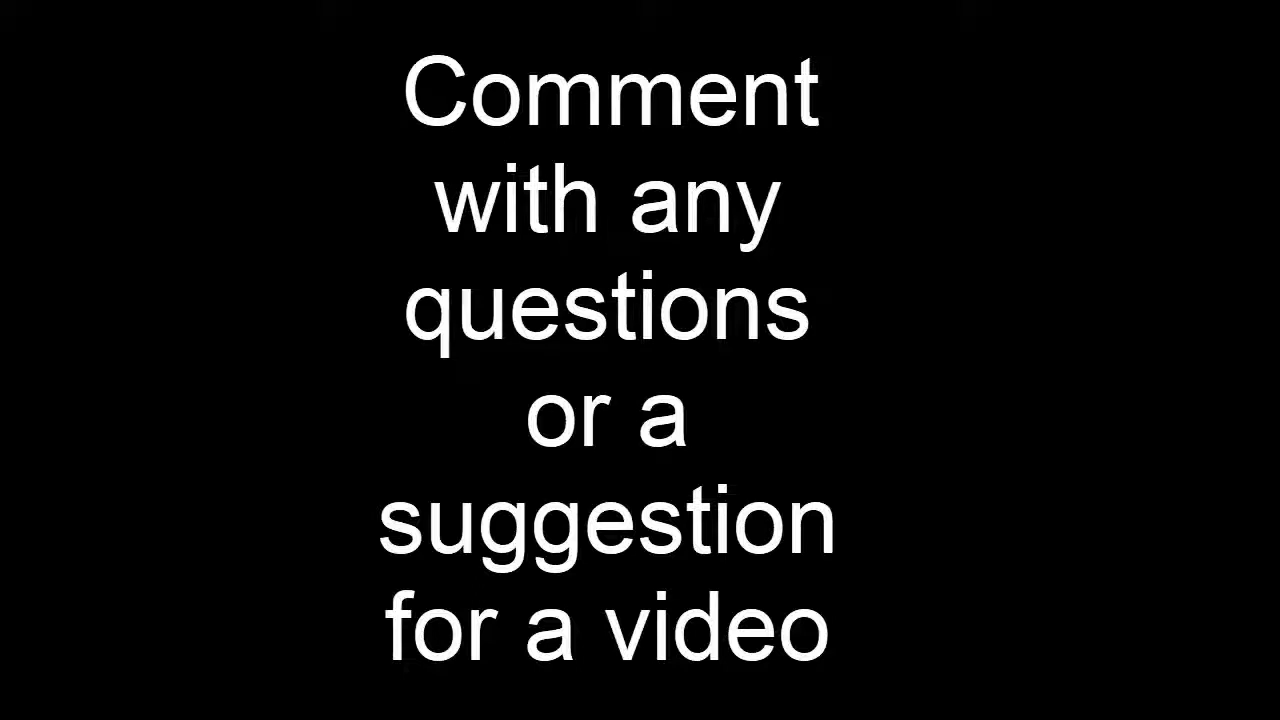 Comment
with any
questions
or a
suggestion
for a video